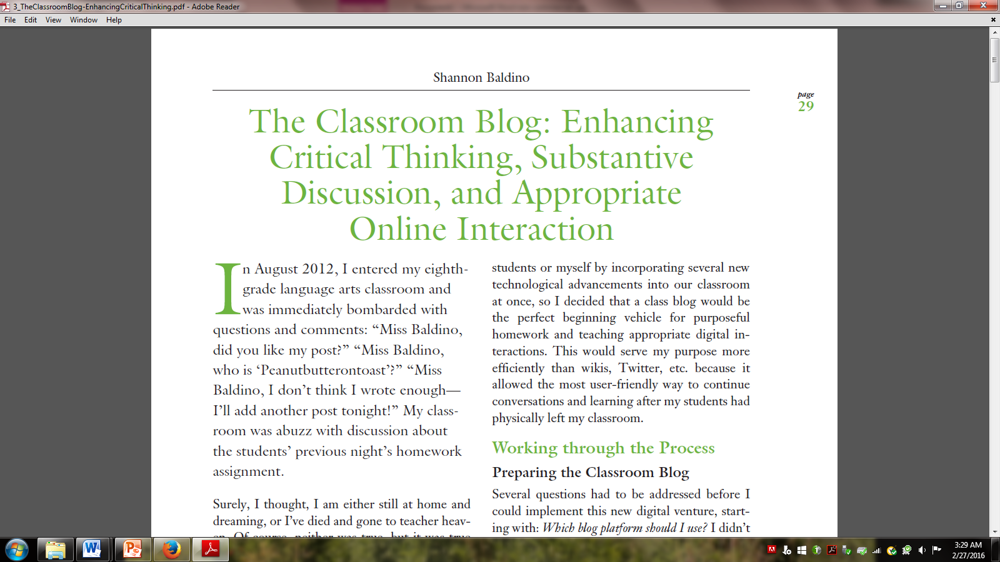 3_TheClassroomBlog-EnhancingCriticalThinking.pdf - Adobe Reader
File Edit View Window Help
Shannon Baldino
page
29
The Classroom Blog: Enhancing
Critical Thinking, Substantive
Discussion, and Appropriate
Online Interaction
In August 2012, I entered my eighth-
grade language arts classroom and
was immediately bombarded with
questions and comments: “Miss Baldino,
did you like my post?” “Miss Baldino,
who is ‘Peanutbutterontoast’?” “Miss
Baldino, I don’t think I wrote enough—
I’ll add another post tonight!” My class-
room was abuzz with discussion about
the students’ previous night’s homework
assignment.
Surely, I thought, I am either still at home and
dreaming, or I’ve died and gone to teacher heav-
en. Of course, neither was true, but it was true
students or myself by incorporating several new
technological advancements into our classroom
at once, so I decided that a class blog would be
the perfect beginning vehicle for purposeful
homework and teaching appropriate digital in-
teractions. This would serve my purpose more
efficiently than wikis, Twitter, etc. because it
allowed the most user-friendly way to continue
conversations and learning after my students had
physically left my classroom.
Working through the Process
Preparing the Classroom Blog
Several questions had to be addressed before I
could implement this new digital venture, start-
ing with: Which blog platform should I use? I didn’t
3:29 AM
2/27/2016